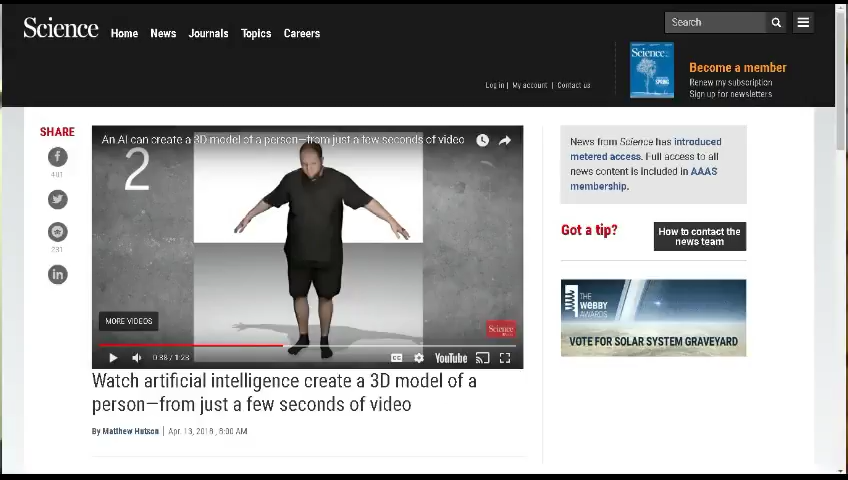 Science
Home News Journals Topics Careers
Search
Science
Become a member
Renew my subscription
Sign up for newsletters
Log in | My account | Contact us
SHARE
An AI can create a 3D model of a person—from just a few seconds of video
2
MORE VIDEOS
Science
0:38 / 1:23
CC
YouTube
Watch artificial intelligence create a 3D model of a
person—from just a few seconds of video
By Matthew Hutson | Apr. 13, 2018 , 8:00 AM
News from Science has introduced
metered access. Full access to all
news content is included in AAAS
membership.
Got a tip?
How to contact the
news team
THE
WEBBY
AWARDS
VOTE FOR SOLAR SYSTEM GRAVEYARD